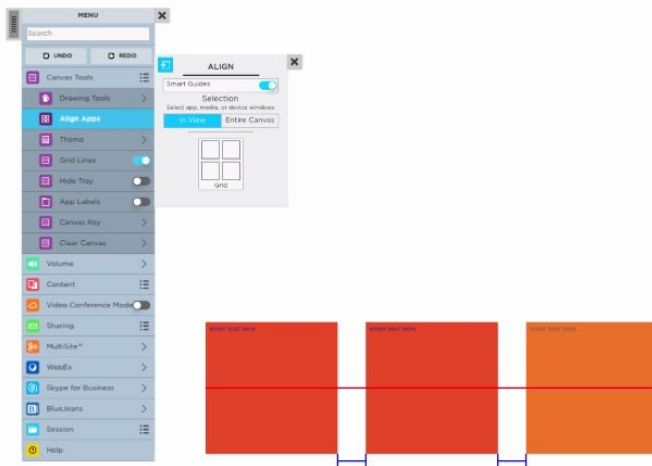 MENU
Search
UNDO
REDO
Canvas Tools
Drawing Tools
Align Apps
Theme
Grid Lines
Hide Tray
App Labels
Canvas Key
Clear Canvas
Volume
Content
Video Conference Mode
Sharing
MultiSite™
WebEx
Skype for Business
BlueJeans
Session
Help
ALIGN
Smart Guides
Selection
Select app, media, or device windows
In View
Entire Canvas
Grid
enter text here
enter text here
enter text here